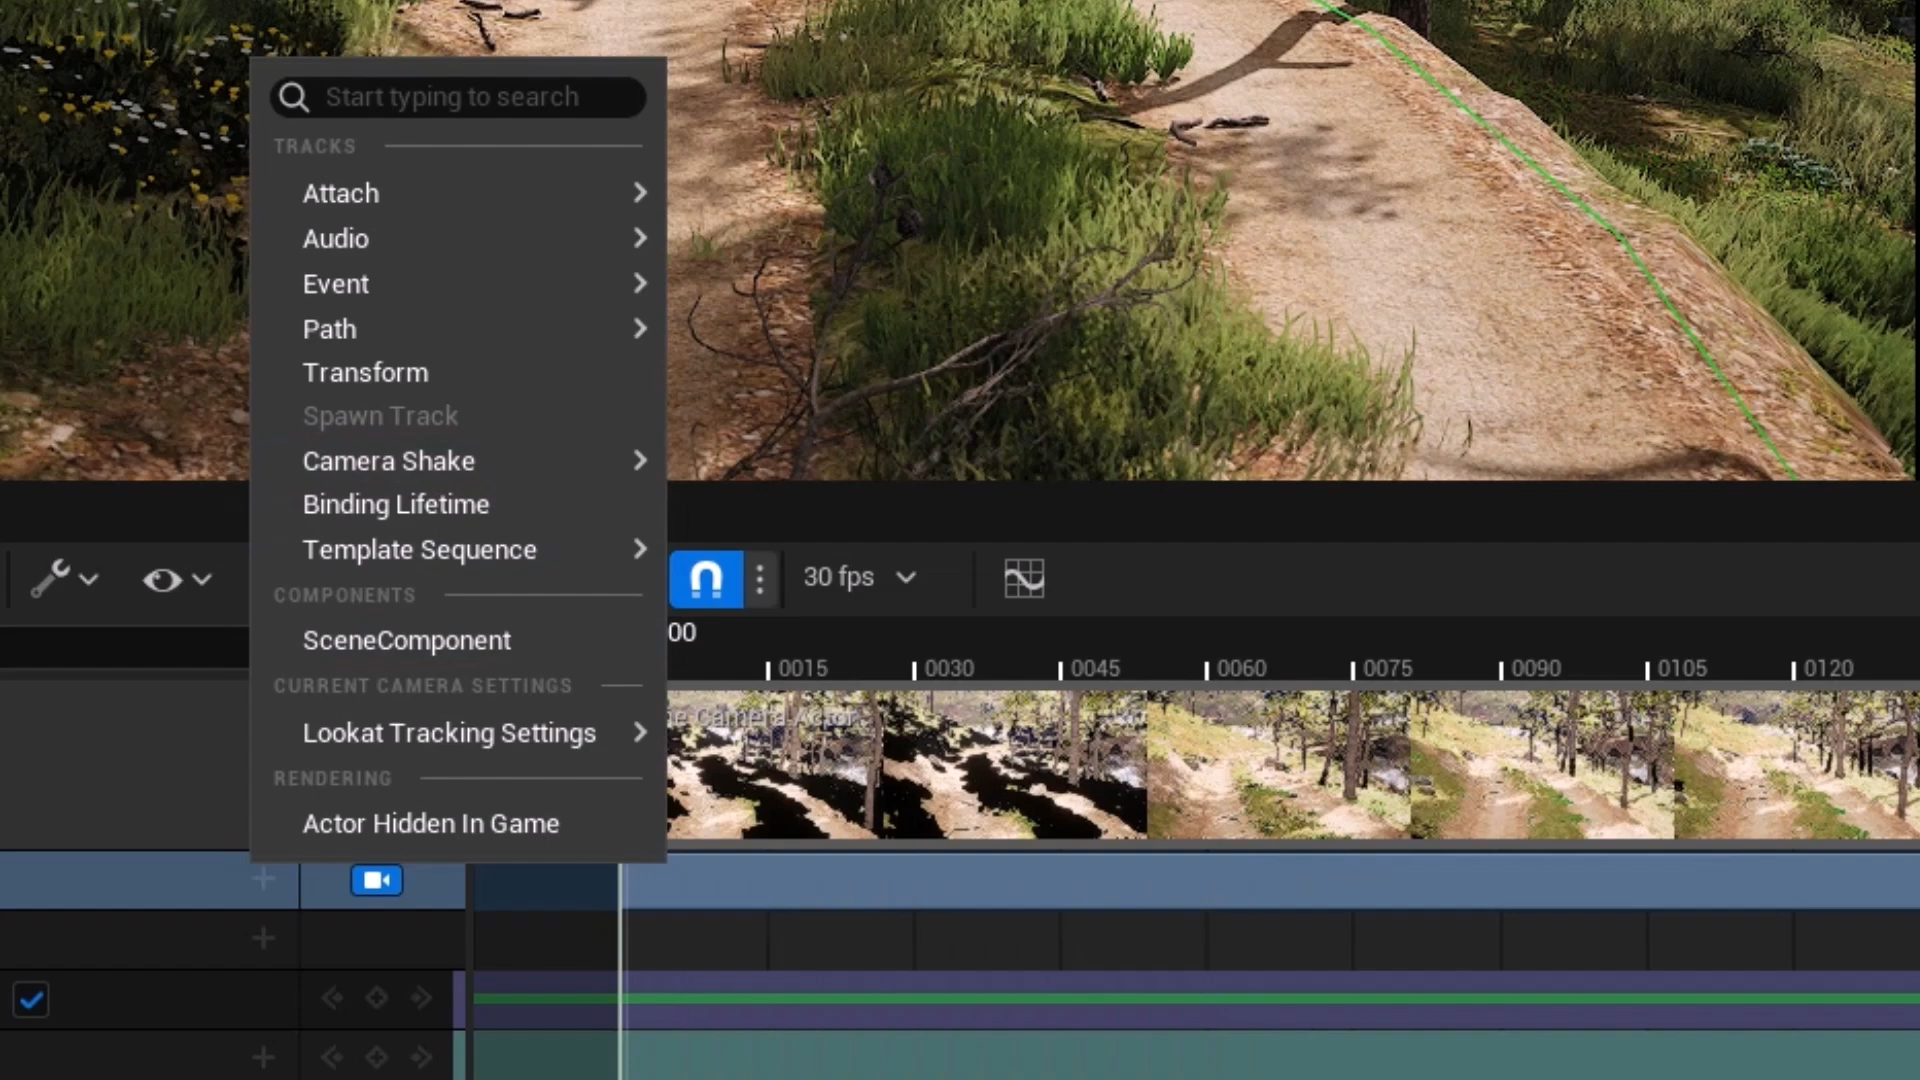 Start typing to search
TRACKS
Attach
Audio
Event
Path
Transform
Spawn Track
Camera Shake
Binding Lifetime
Template Sequence
COMPONENTS
SceneComponent
CURRENT CAMERA SETTINGS
Lookat Tracking Settings
RENDERING
Actor Hidden In Game
30 fps
00
0015 0030 0045 0060 0075 0090 0105 0120
Camera Actor